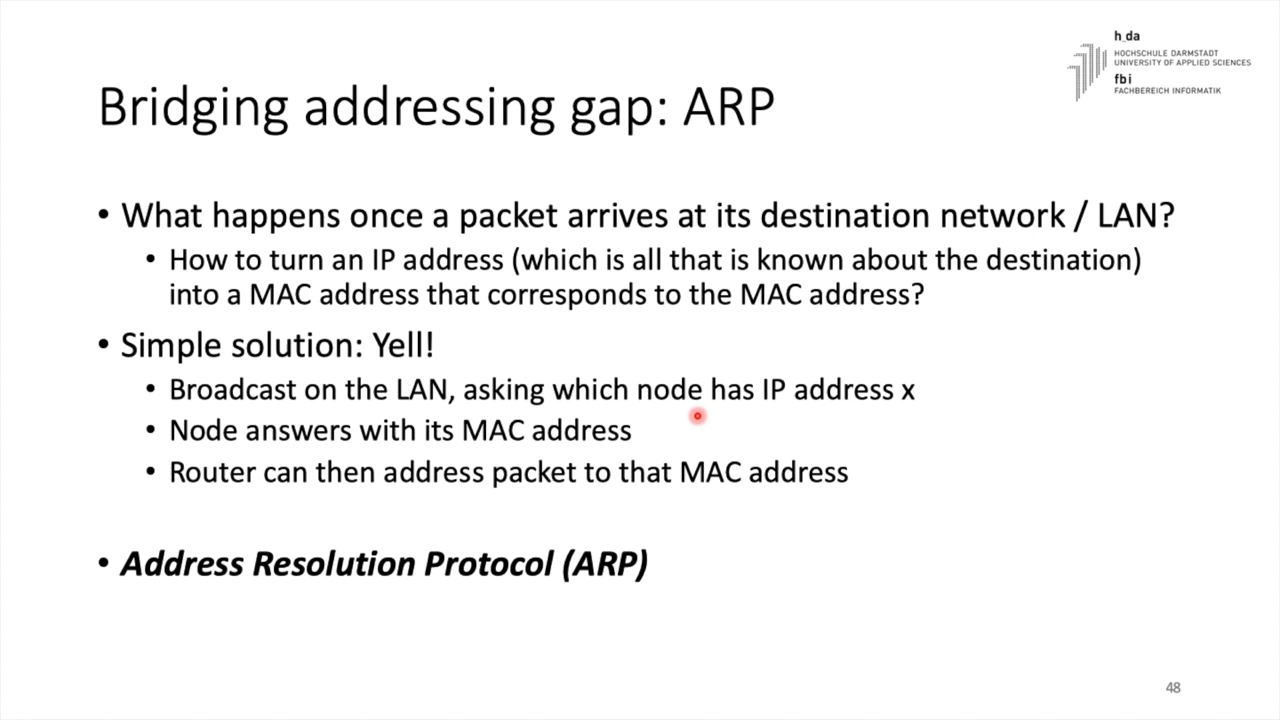 h_da
HOCHSCHULE DARMSTADT
UNIVERSITY OF APPLIED SCIENCES
fbi
FACHBEREICH INFORMATIK
Bridging addressing gap: ARP
• What happens once a packet arrives at its destination network / LAN?
• How to turn an IP address (which is all that is known about the destination)
into a MAC address that corresponds to the MAC address?
• Simple solution: Yell!
• Broadcast on the LAN, asking which node has IP address x
• Node answers with its MAC address
• Router can then address packet to that MAC address
• Address Resolution Protocol (ARP)
48